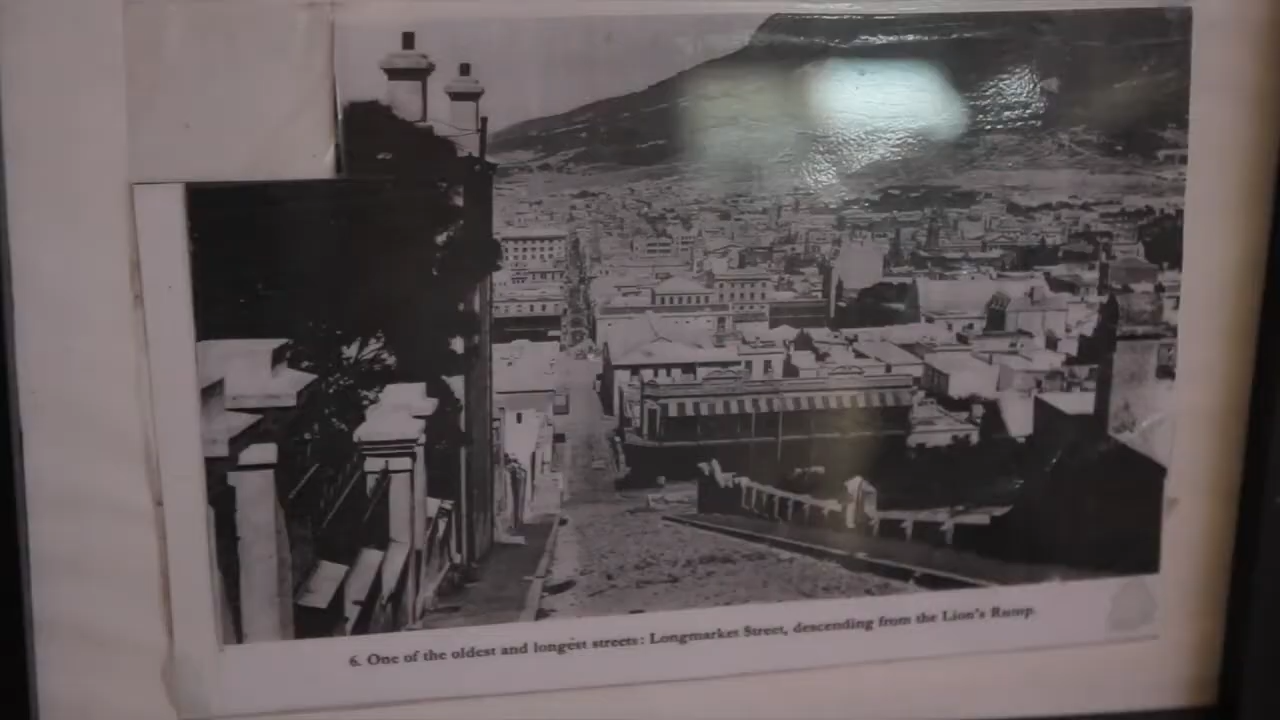 6. One of the oldest and longest streets: Longmarket Street, descending from the Lion's Rump.